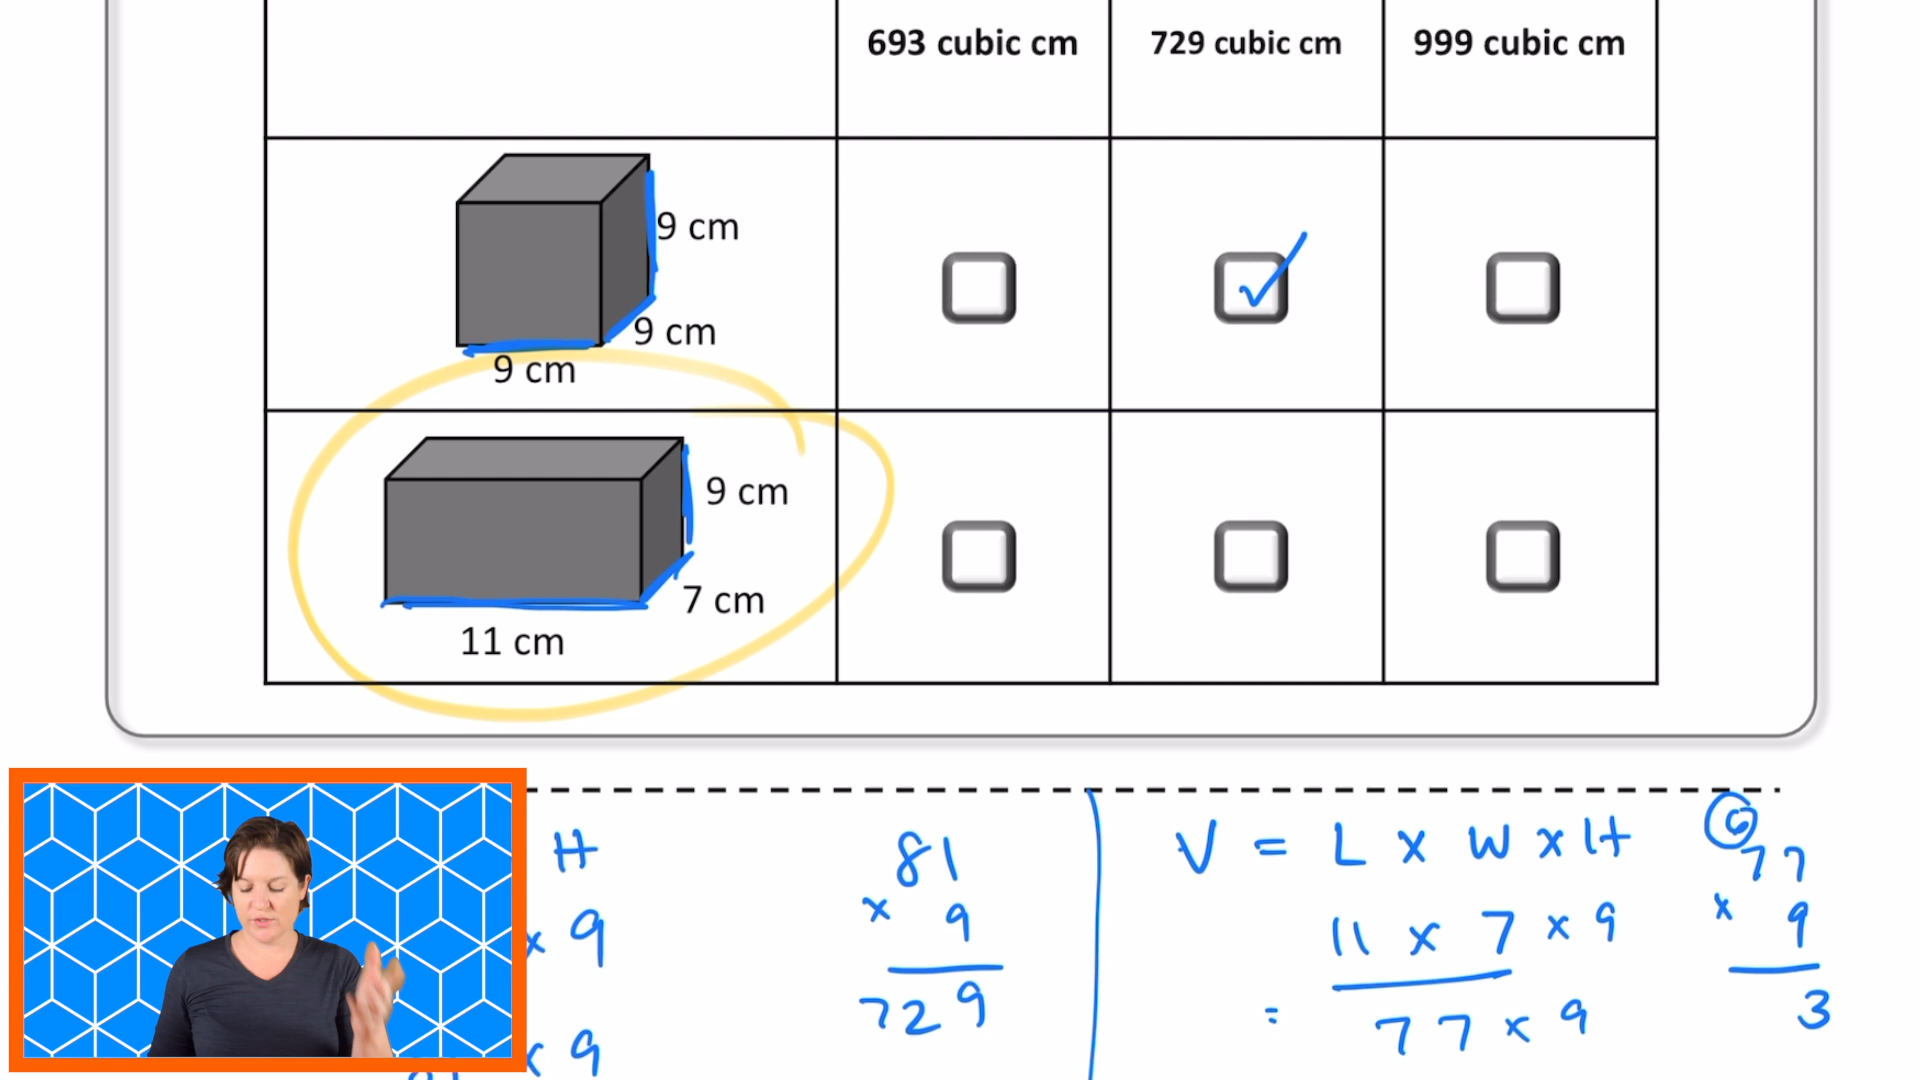 693 cubic cm 729 cubic cm 999 cubic cm
9 cm
9 cm
9 cm
9 cm
7 cm
11 cm
H
x 9
x 9
81
x 9
729
V = L x W x H
11 x 7 x 9
= 77 x 9
6
77
x 9
3